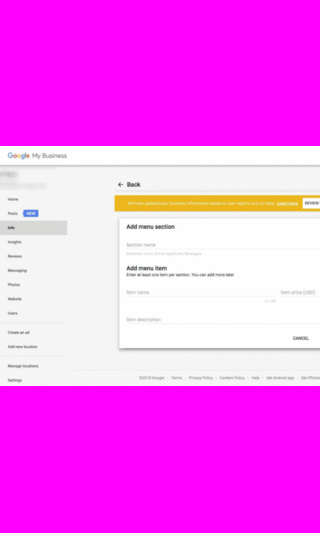 Google My Business
Home
Posts NEW
Info
Insights
Reviews
Messaging
Photos
Website
Users
Create an ad
Add new location
Manage locations
Settings
← Back
We have updated your business information based on user reports and our data. Learn more REVIEW
Add menu section
Section name
Add menu item
Enter at least one item per section. You can add more later
Item name
Item price (USD)
Item description
CANCEL
©2018 Google · Terms · Privacy Policy · Content Policy · Help · Get Android app · Get iPhone